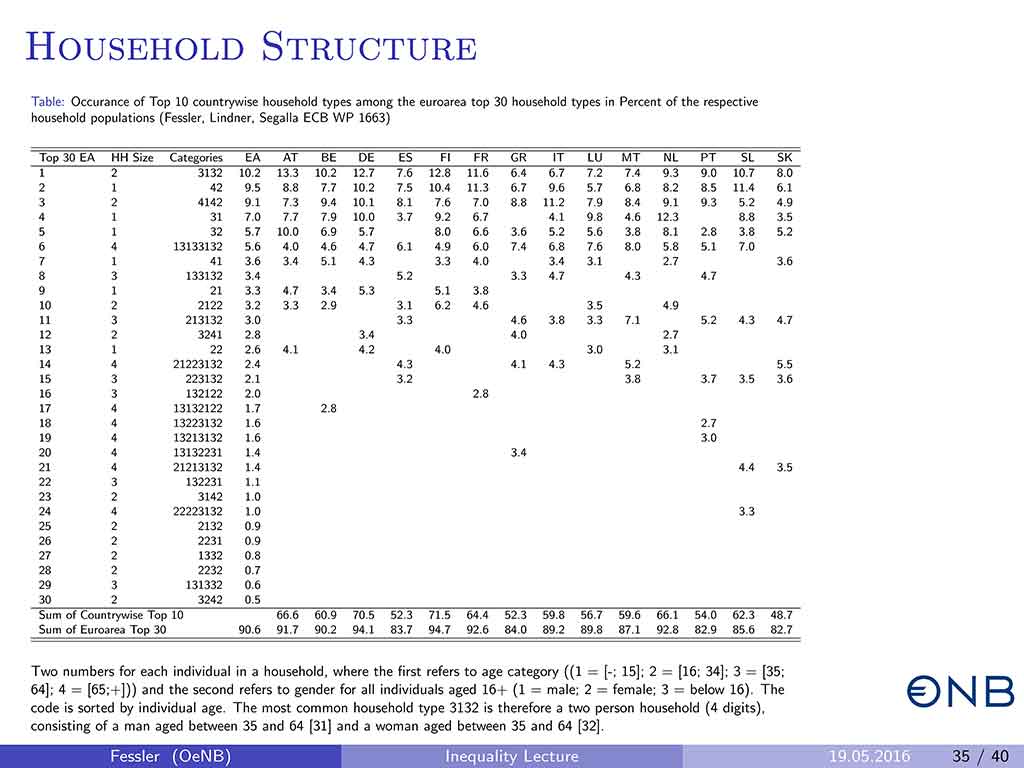 Household Structure
Table: Occurance of Top 10 countrywise household types among the euroarea top 30 household types in Percent of the respective
household populations (Fessler, Lindner, Segalla ECB WP 1663)
Top 30 EA HH Size Categories EA AT BE DE ES FI FR GR IT LU MT NL PT SL SK
1 2 3132 10.2 13.3 10.2 12.7 7.6 12.8 11.6 6.4 6.7 7.2 7.4 9.3 9.0 10.7 8.0
2 1 42 9.5 8.8 7.7 10.2 7.5 10.4 11.3 6.7 9.6 5.7 6.8 8.2 8.5 11.4 6.1
3 2 4142 9.1 7.3 9.4 10.1 8.1 7.6 7.0 8.8 11.2 7.9 8.4 9.1 9.3 5.2 4.9
4 1 31 7.0 7.7 7.9 10.0 3.7 9.2 6.7 4.1 9.8 4.6 12.3 8.8 3.5
5 1 32 5.7 10.0 6.9 5.7 8.0 6.6 3.6 5.2 5.6 3.8 8.1 2.8 3.8 5.2
6 4 13133132 5.6 4.0 4.6 4.7 6.1 4.9 6.0 7.4 6.8 7.6 8.0 5.8 5.1 7.0
7 1 41 3.6 3.4 5.1 4.3 3.3 4.0 3.4 3.1 2.7 3.6
8 3 133132 3.4 5.2 3.3 4.7 4.3 4.7
9 1 21 3.3 4.7 3.4 5.3 5.1 3.8
10 2 2122 3.2 3.3 2.9 3.1 6.2 4.6 3.5 4.9
11 3 213132 3.0 3.3 4.6 3.8 3.3 7.1 5.2 4.3 4.7
12 2 3241 2.8 3.4 4.0 2.7
13 1 22 2.6 4.1 4.2 4.0 3.0 3.1
14 4 21223132 2.4 4.3 4.1 4.3 5.2 5.5
15 3 223132 2.1 3.2 3.8 3.7 3.5 3.6
16 3 132122 2.0 2.8
17 4 13132122 1.7 2.8
18 4 13223132 1.6 2.7
19 4 13213132 1.6 3.0
20 4 13132231 1.4 3.4
21 4 21213132 1.4 4.4 3.5
22 3 132231 1.1
23 2 3142 1.0
24 4 22223132 1.0 3.3
25 2 2132 0.9
26 2 2231 0.9
27 2 1332 0.8
28 2 2232 0.7
29 3 131332 0.6
30 2 3242 0.5
Sum of Countrywise Top 10 66.6 60.9 70.5 52.3 71.5 64.4 52.3 59.8 56.7 59.6 66.1 54.0 62.3 48.7
Sum of Euroarea Top 30 90.6 91.7 90.2 94.1 83.7 94.7 92.6 84.0 89.2 89.8 87.1 92.8 82.9 85.6 82.7
Two numbers for each individual in a household, where the first refers to age category ((1 = [-; 15]; 2 = [16; 34]; 3 = [35;
64]; 4 = [65;+])) and the second refers to gender for all individuals aged 16+ (1 = male; 2 = female; 3 = below 16). The
code is sorted by individual age. The most common household type 3132 is therefore a two person household (4 digits),
consisting of a man aged between 35 and 64 [31] and a woman aged between 35 and 64 [32].
ONB
Fessler (OeNB) Inequality Lecture 19.05.2016 35 / 40